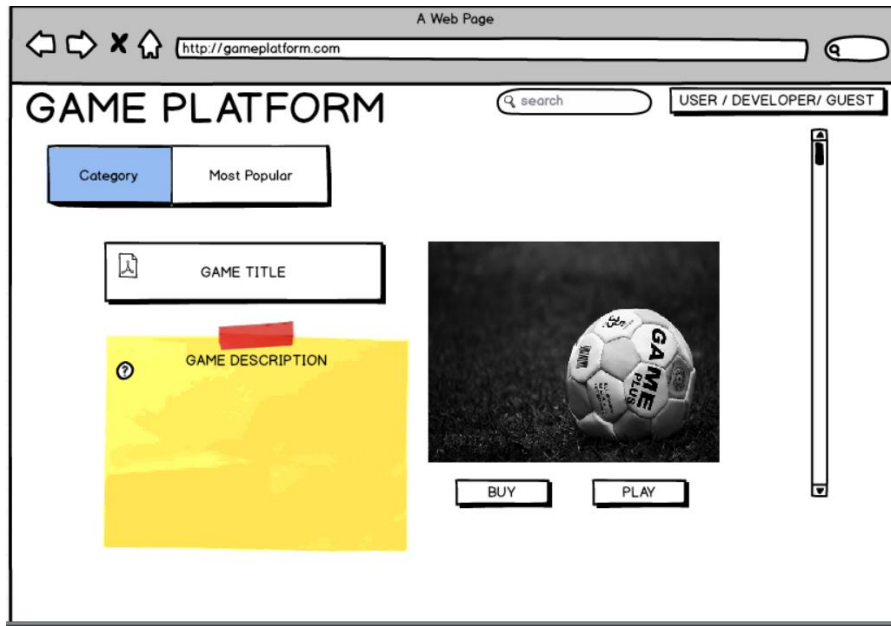 A Web Page
http://gameplatform.com
GAME PLATFORM
search
USER / DEVELOPER/ GUEST
Category
Most Popular
GAME TITLE
GAME DESCRIPTION
?
GAME
PLUS
BUY
PLAY